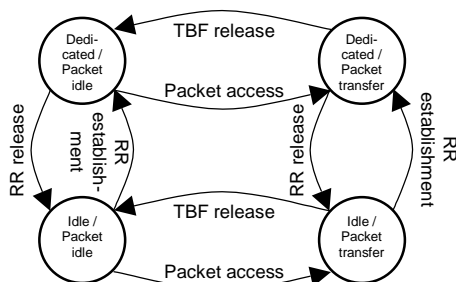 TBF release
Dedi-
cated /
Packet
idle
Dedi-
cated /
Packet
transfer
Packet access
RR release
RR
establish-
ment
RR release
RR
establishment
Idle /
Packet
idle
TBF release
Idle /
Packet
transfer
Packet access